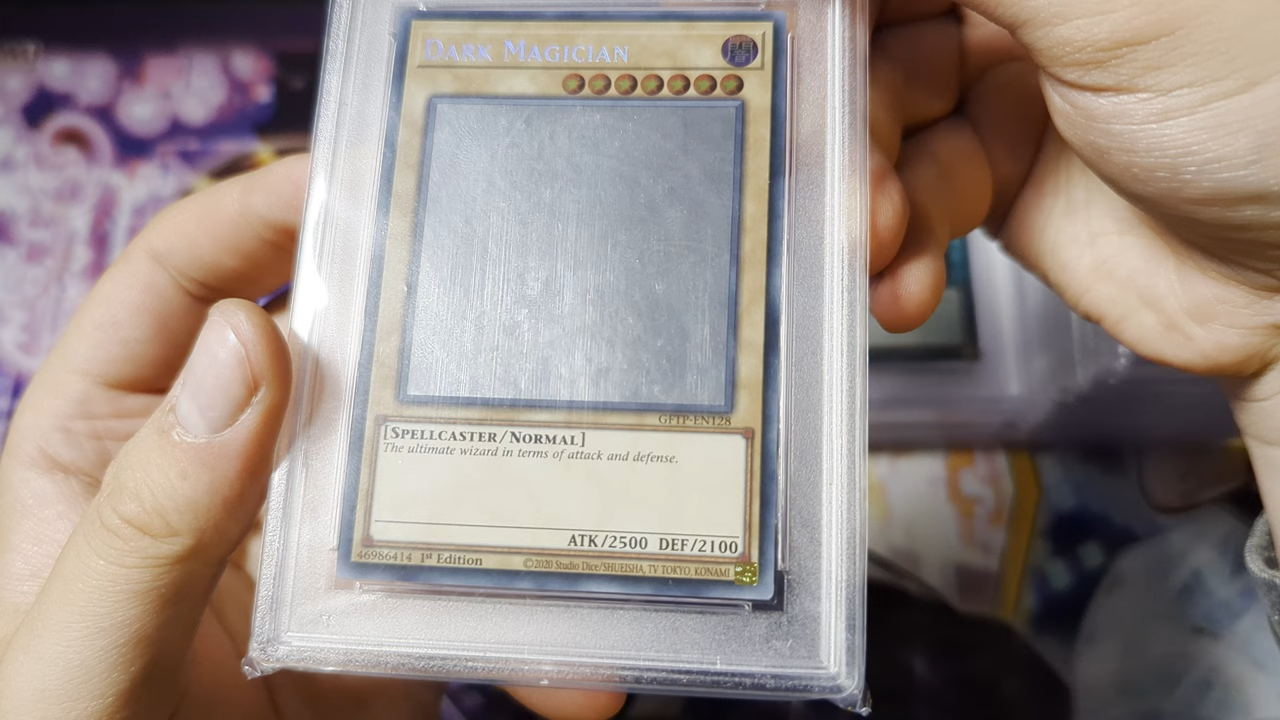 DARK MAGICIAN
闇
GFTP-EN128
[SPELLCASTER/NORMAL]
The ultimate wizard in terms of attack and defense.
ATK/2500 DEF/2100
46986414 1st Edition ©2020 Studio Dice/SHUEISHA, TV TOKYO, KONAMI